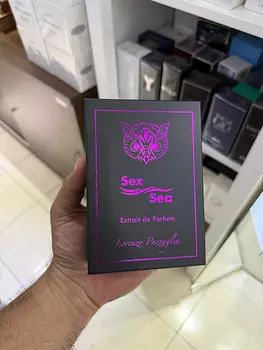 Sex
Sea
Extrait de Parfum
Lorenzo Pazzaglia